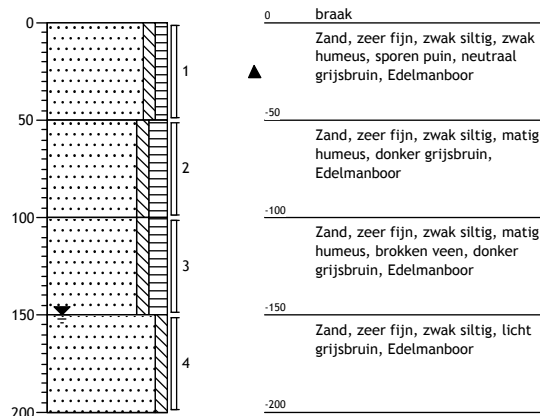 0
50
100
150
200
1
2
3
4
0
braak
Zand, zeer fijn, zwak siltig, zwak
humeus, sporen puin, neutraal
grijsbruin, Edelmanboor
-50
Zand, zeer fijn, zwak siltig, matig
humeus, donker grijsbruin,
Edelmanboor
-100
Zand, zeer fijn, zwak siltig, matig
humeus, brokken veen, donker
grijsbruin, Edelmanboor
-150
Zand, zeer fijn, zwak siltig, licht
grijsbruin, Edelmanboor
-200